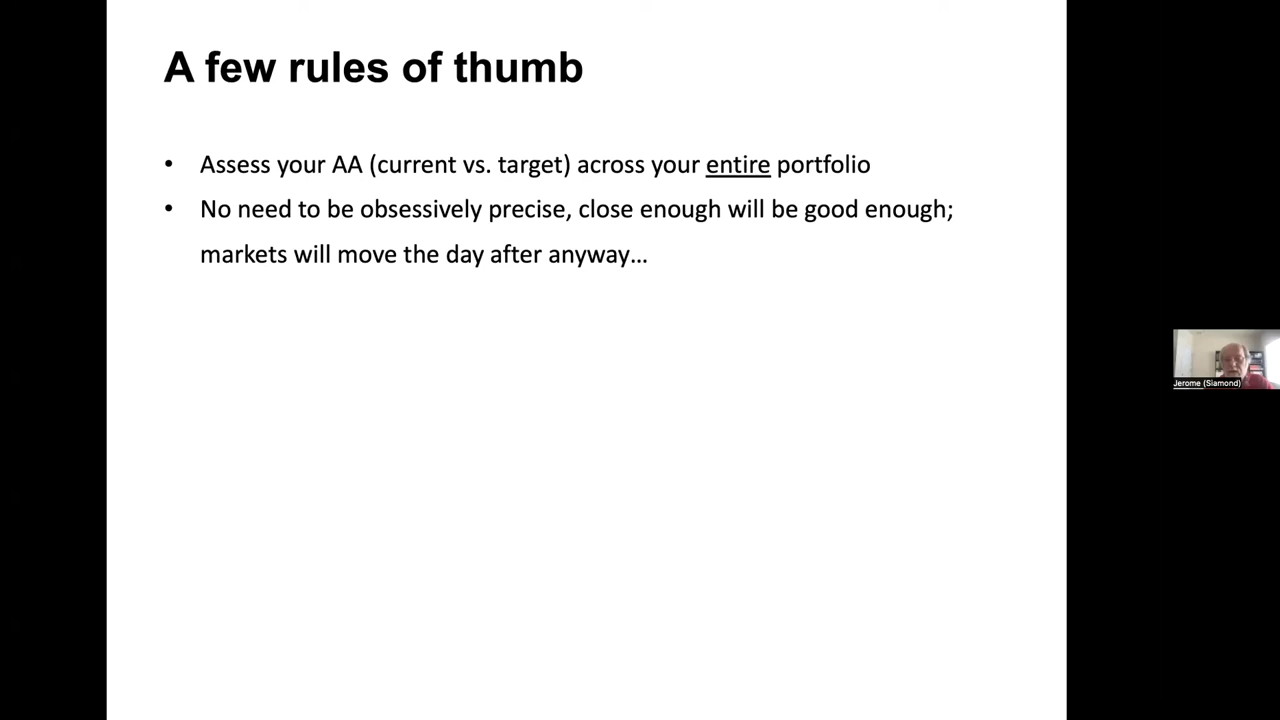 A few rules of thumb
• Assess your AA (current vs. target) across your entire portfolio
• No need to be obsessively precise, close enough will be good enough;
markets will move the day after anyway…
Jerome (Siamond)